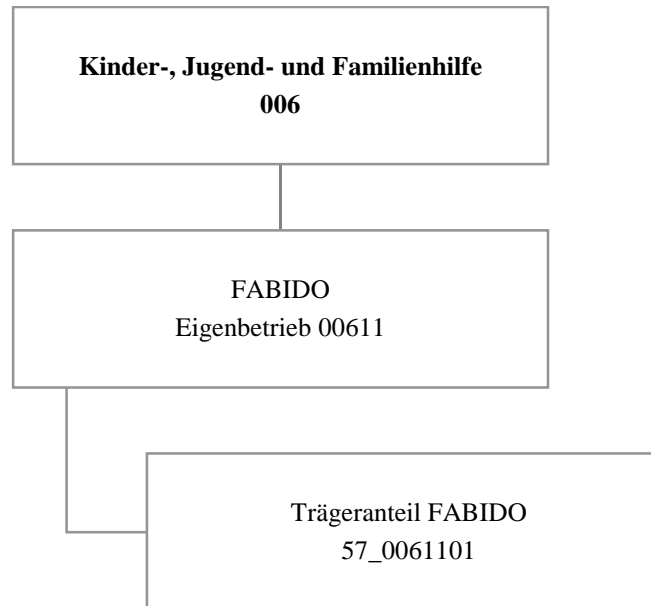 Kinder-, Jugend- und Familienhilfe
006
FABIDO
Eigenbetrieb 00611
Trägeranteil FABIDO
57_0061101